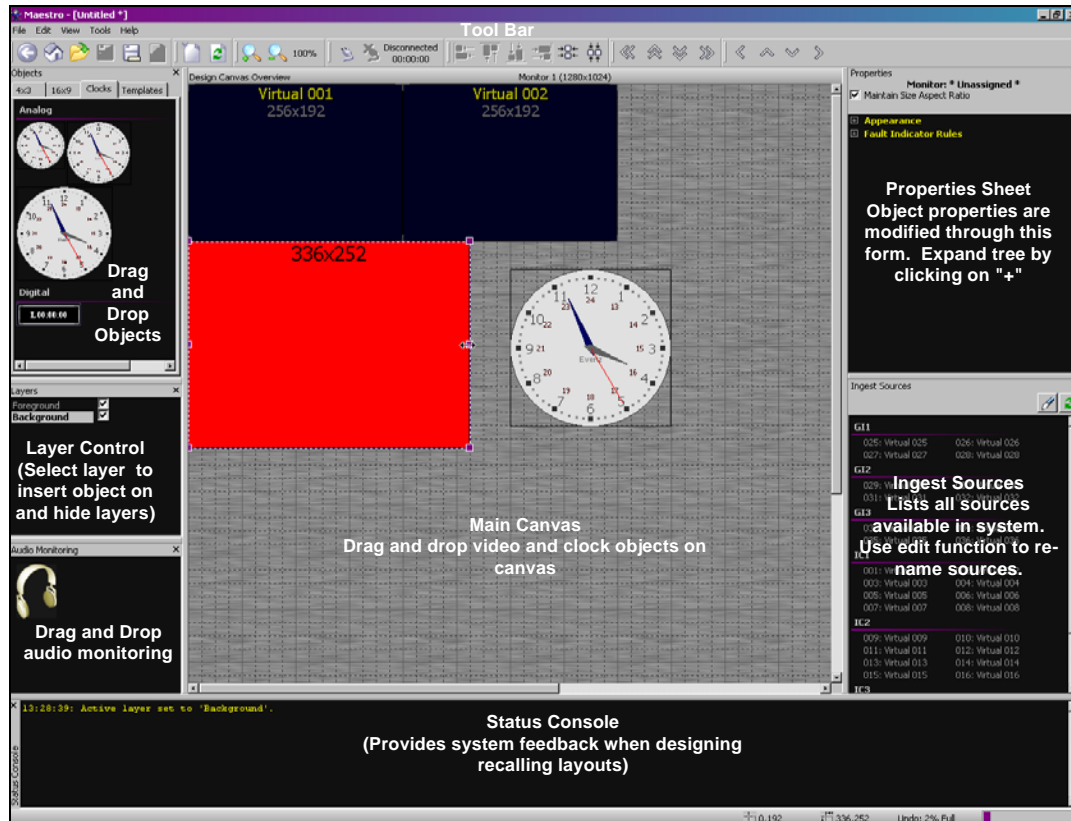 Maestro - [Untitled *]
File Edit View Tools Help
Tool Bar
100%
Disconnected
00:00:00
Objects
4x3 16x9 Clocks Templates
Analog
Digital
Drag
and
Drop
Objects
Layers
Foreground
Background
Layer Control
(Select layer to
insert object on
and hide layers)
Audio Monitoring
Drag and Drop
audio monitoring
Design Canvas Overview
Monitor 1 (1280x1024)
Virtual 001
256x192
Virtual 002
256x192
336x252
Main Canvas
Drag and drop video and clock objects on
canvas
Properties
Monitor: * Unassigned *
Maintain Size Aspect Ratio
Appearance
Fault Indicator Rules
Properties Sheet
Object properties are
modified through this
form. Expand tree by
clicking on "+"
Ingest Sources
GI1
025: Virtual 025 026: Virtual 026
027: Virtual 027 028: Virtual 028
GI2
Ingest Sources
Lists all sources
available in system.
Use edit function to re-
name sources.
GI3
IC1
003: Virtual 003 004: Virtual 004
005: Virtual 005 006: Virtual 006
007: Virtual 007 008: Virtual 008
IC2
009: Virtual 009 010: Virtual 010
011: Virtual 011 012: Virtual 012
013: Virtual 013 014: Virtual 014
015: Virtual 015 016: Virtual 016
IC3
13:28:39: Active layer set to 'Background'.
Status Console
Status Console
(Provides system feedback when designing
recalling layouts)
0,192 336,252 Undo: 2% Full